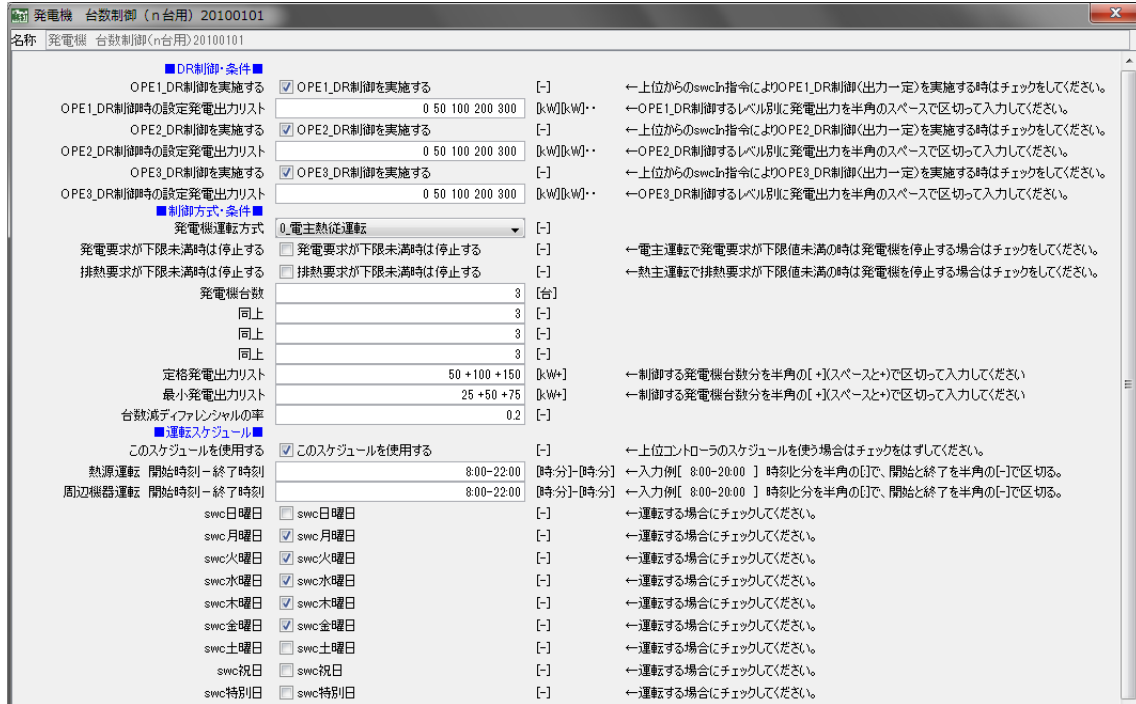 発電機　台数制御（ｎ台用）20100101
名称 発電機 台数制御(n台用)20100101
■DR制御・条件■
OPE1_DR制御を実施する OPE1_DR制御を実施する [-] ←上位からのswcIn指令によりOPE1_DR制御(出力一定)を実施する時はチェックをしてください。
OPE1_DR制御時の設定発電出力リスト 0 50 100 200 300 [kW][kW]・・ ←OPE1_DR制御するレベル別に発電出力を半角のスペースで区切って入力してください。
OPE2_DR制御を実施する OPE2_DR制御を実施する [-] ←上位からのswcIn指令によりOPE2_DR制御(出力一定)を実施する時はチェックをしてください。
OPE2_DR制御時の設定発電出力リスト 0 50 100 200 300 [kW][kW]・・ ←OPE2_DR制御するレベル別に発電出力を半角のスペースで区切って入力してください。
OPE3_DR制御を実施する OPE3_DR制御を実施する [-] ←上位からのswcIn指令によりOPE3_DR制御(出力一定)を実施する時はチェックをしてください。
OPE3_DR制御時の設定発電出力リスト 0 50 100 200 300 [kW][kW]・・ ←OPE3_DR制御するレベル別に発電出力を半角のスペースで区切って入力してください。
■制御方式・条件■
発電機運転方式 0_電主熱従運転 [-]
発電要求が下限未満時は停止する 発電要求が下限未満時は停止する [-] ←電主運転で発電要求が下限値未満の時は発電機を停止する場合はチェックをしてください。
排熱要求が下限未満時は停止する 排熱要求が下限未満時は停止する [-] ←熱主運転で排熱要求が下限値未満の時は発電機を停止する場合はチェックをしてください。
発電機台数 3 [台]
同上 3 [-]
同上 3 [-]
同上 3 [-]
定格発電出力リスト 50 +100 +150 [kW+] ←制御する発電機台数分を半角の[ +](スペースと+)で区切って入力してください
最小発電出力リスト 25 +50 +75 [kW+] ←制御する発電機台数分を半角の[ +](スペースと+)で区切って入力してください
台数減ディファレンシャルの率 0.2 [-]
■運転スケジュール■
このスケジュールを使用する このスケジュールを使用する [-] ←上位コントローラのスケジュールを使う場合はチェックをはずしてください。
熱源運転 開始時刻－終了時刻 8:00-22:00 [時:分]-[時:分] ←入力例[ 8:00-20:00 ] 時刻と分を半角の[:]で、開始と終了を半角の[-]で区切る。
周辺機器運転 開始時刻－終了時刻 8:00-22:00 [時:分]-[時:分] ←入力例[ 8:00-20:00 ] 時刻と分を半角の[:]で、開始と終了を半角の[-]で区切る。
swc日曜日 swc日曜日 [-] ←運転する場合にチェックしてください。
swc月曜日 swc月曜日 [-] ←運転する場合にチェックしてください。
swc火曜日 swc火曜日 [-] ←運転する場合にチェックしてください。
swc水曜日 swc水曜日 [-] ←運転する場合にチェックしてください。
swc木曜日 swc木曜日 [-] ←運転する場合にチェックしてください。
swc金曜日 swc金曜日 [-] ←運転する場合にチェックしてください。
swc土曜日 swc土曜日 [-] ←運転する場合にチェックしてください。
swc祝日 swc祝日 [-] ←運転する場合にチェックしてください。
swc特別日 swc特別日 [-] ←運転する場合にチェックしてください。